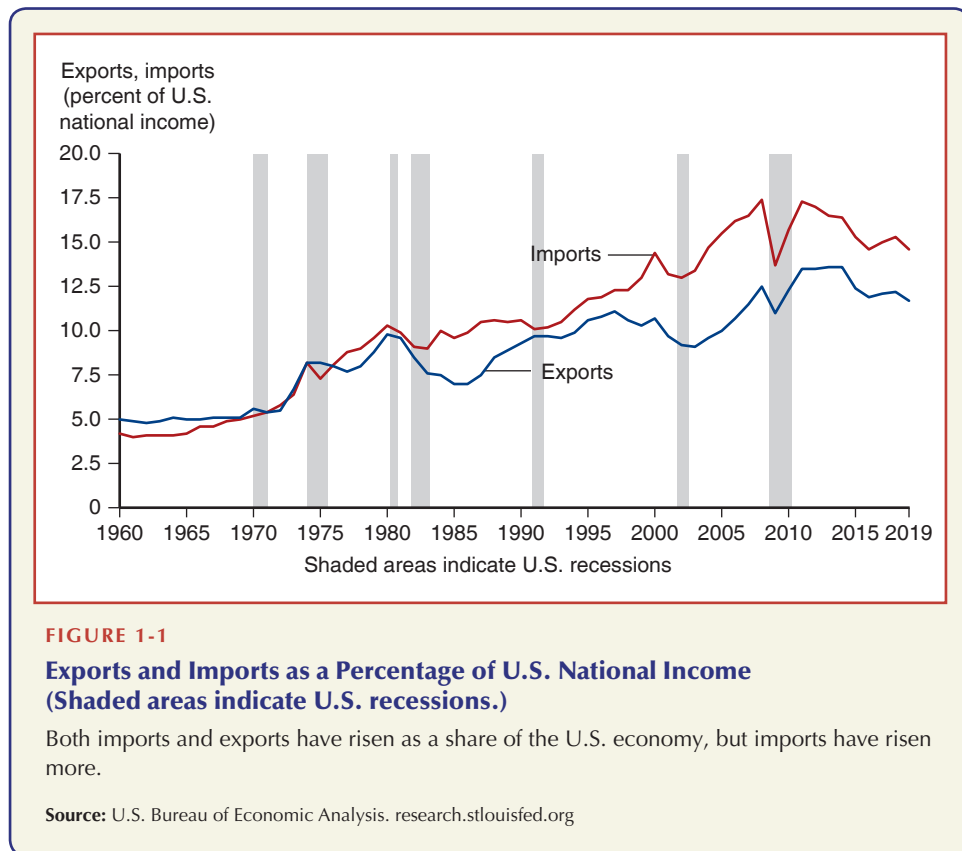 Exports, imports
(percent of U.S.
national income)
20.0
17.5
15.0
12.5
10.0
7.5
5.0
2.5
0
Imports
Exports
1960 1965 1970 1975 1980 1985 1990 1995 2000 2005 2010 2015 2019
Shaded areas indicate U.S. recessions
FIGURE 1-1
Exports and Imports as a Percentage of U.S. National Income
(Shaded areas indicate U.S. recessions.)
Both imports and exports have risen as a share of the U.S. economy, but imports have risen
more.
Source: U.S. Bureau of Economic Analysis. research.stlouisfed.org